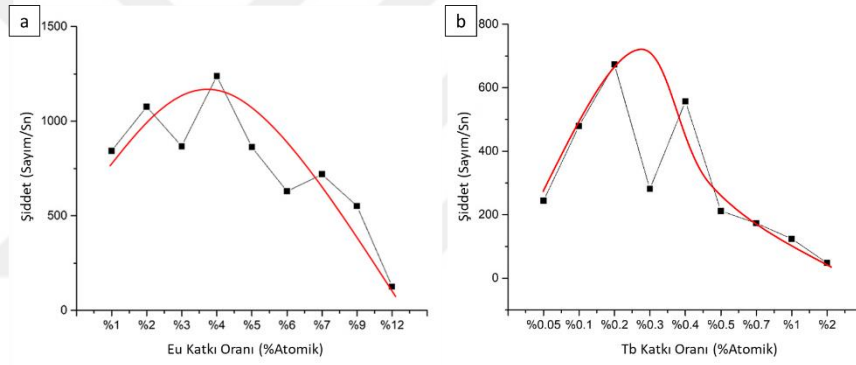 a
1500
1000
500
0
Şiddet (Sayım/Sn)
%1 %2 %3 %4 %5 %6 %7 %9 %12
Eu Katkı Oranı (%Atomik)
b
800
600
400
200
0
Şiddet (Sayım/Sn)
%0.05 %0.1 %0.2 %0.3 %0.4 %0.5 %0.7 %1 %2
Tb Katkı Oranı (%Atomik)